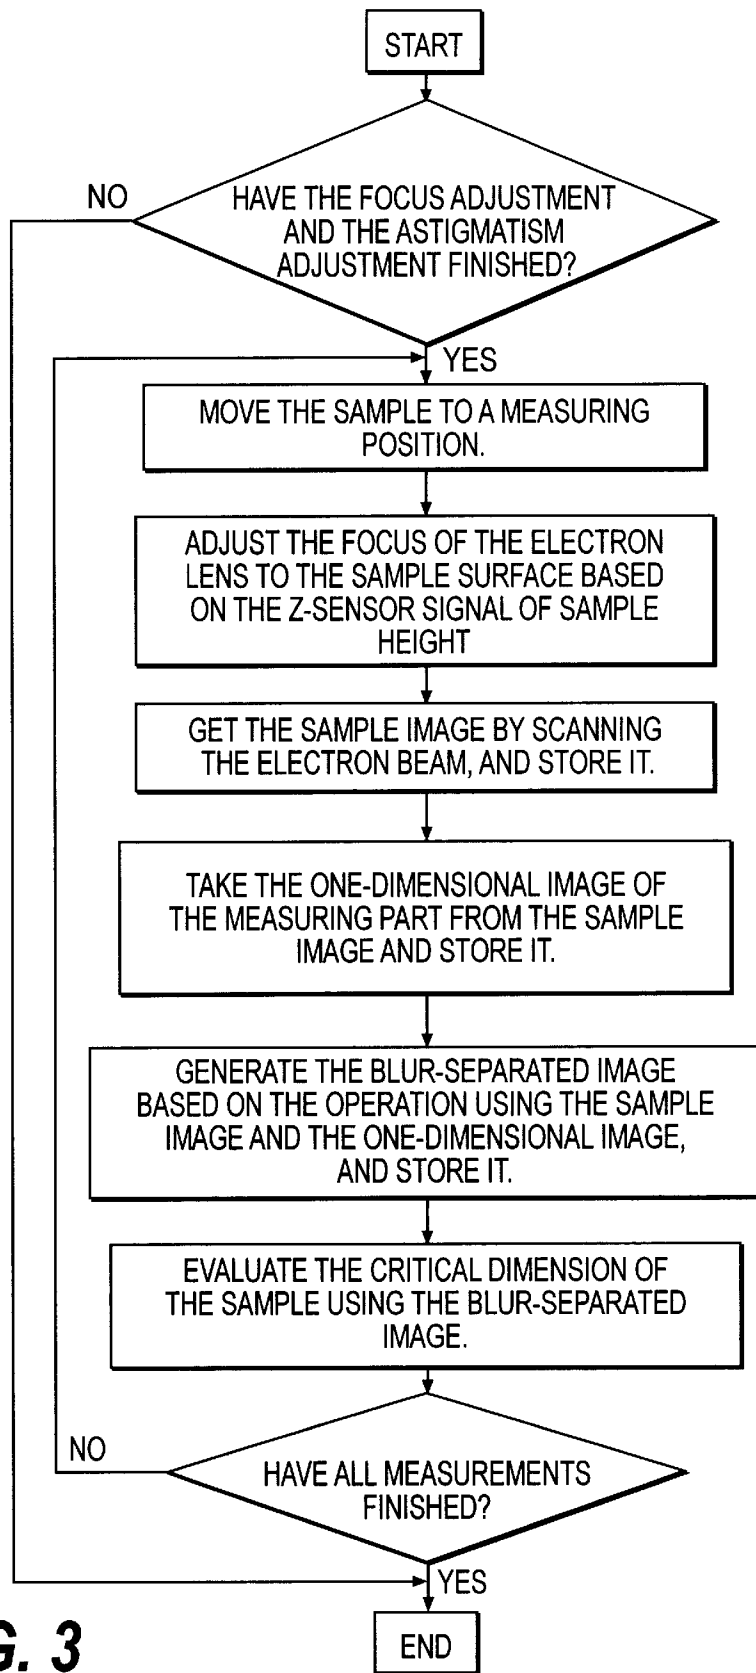 START
HAVE THE FOCUS ADJUSTMENT
AND THE ASTIGMATISM
ADJUSTMENT FINISHED?
NO
YES
MOVE THE SAMPLE TO A MEASURING
POSITION.
ADJUST THE FOCUS OF THE ELECTRON
LENS TO THE SAMPLE SURFACE BASED
ON THE Z-SENSOR SIGNAL OF SAMPLE
HEIGHT
GET THE SAMPLE IMAGE BY SCANNING
THE ELECTRON BEAM, AND STORE IT.
TAKE THE ONE-DIMENSIONAL IMAGE OF
THE MEASURING PART FROM THE SAMPLE
IMAGE AND STORE IT.
GENERATE THE BLUR-SEPARATED IMAGE
BASED ON THE OPERATION USING THE SAMPLE
IMAGE AND THE ONE-DIMENSIONAL IMAGE,
AND STORE IT.
EVALUATE THE CRITICAL DIMENSION OF
THE SAMPLE USING THE BLUR-SEPARATED
IMAGE.
NO
HAVE ALL MEASUREMENTS
FINISHED?
YES
END
G. 3